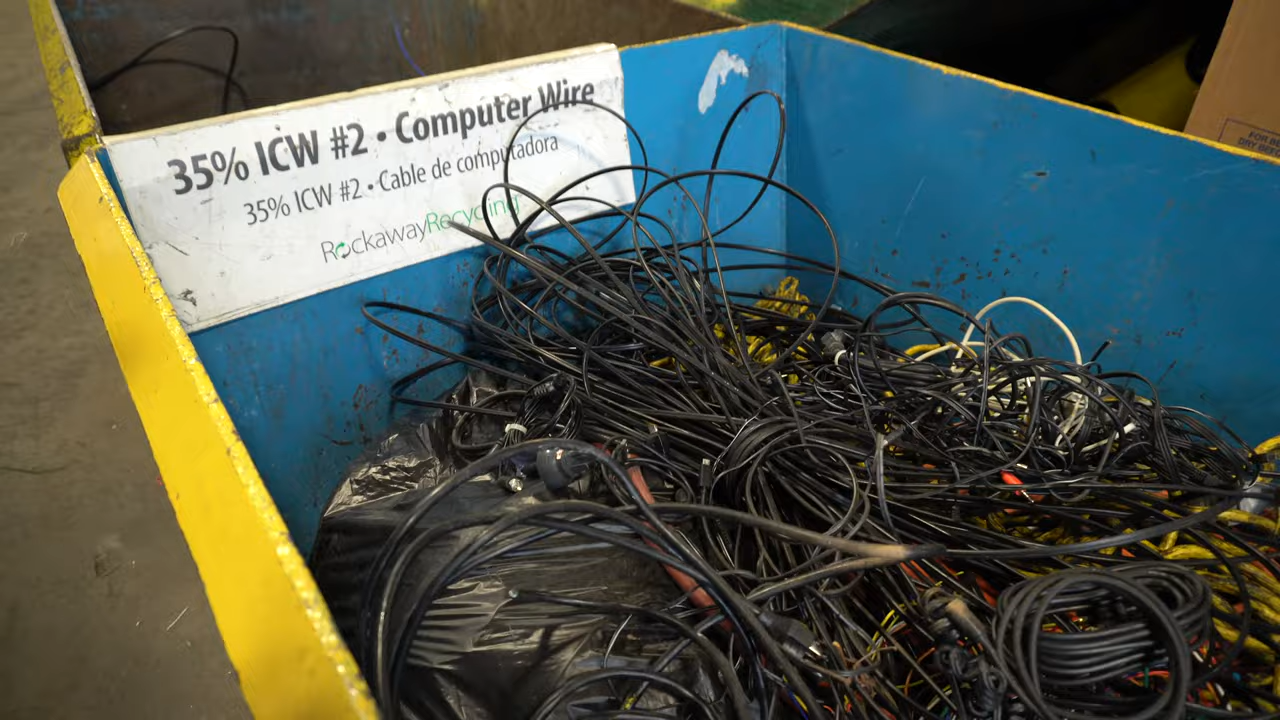 35% ICW #2 • Computer Wire
35% ICW #2 • Cable de computadora
RockawayRecycling